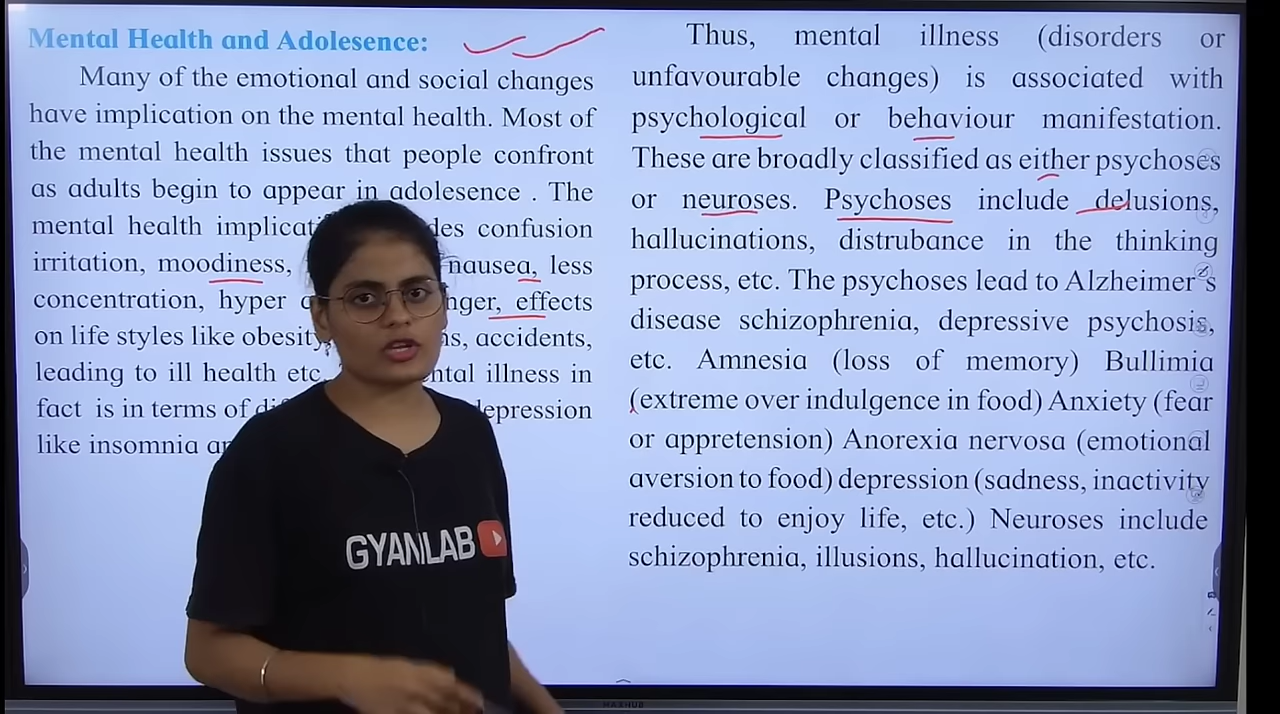 Mental Health and Adolesence:
Many of the emotional and social changes
have implication on the mental health. Most of
the mental health issues that people confront
as adults begin to appear in adolesence . The
mental health confusion
irritation, moodiness, nausea, less
concentration, hyper effects
on life styles like accidents,
leading to ill health etc illness in
fact is in terms of depression
like insomnia
Thus, mental illness (disorders or
unfavourable changes) is associated with
psychological or behaviour manifestation.
These are broadly classified as either psychoses
or neuroses. Psychoses include delusions,
hallucinations, distrubance in the thinking
process, etc. The psychoses lead to Alzheimer's
disease schizophrenia, depressive psychosis,
etc. Amnesia (loss of memory) Bullimia
(extreme over indulgence in food) Anxiety (fear
or appretension) Anorexia nervosa (emotional
aversion to food) depression (sadness, inactivity
reduced to enjoy life, etc.) Neuroses include
schizophrenia, illusions, hallucination, etc.
GYANLAB
MAXHUB